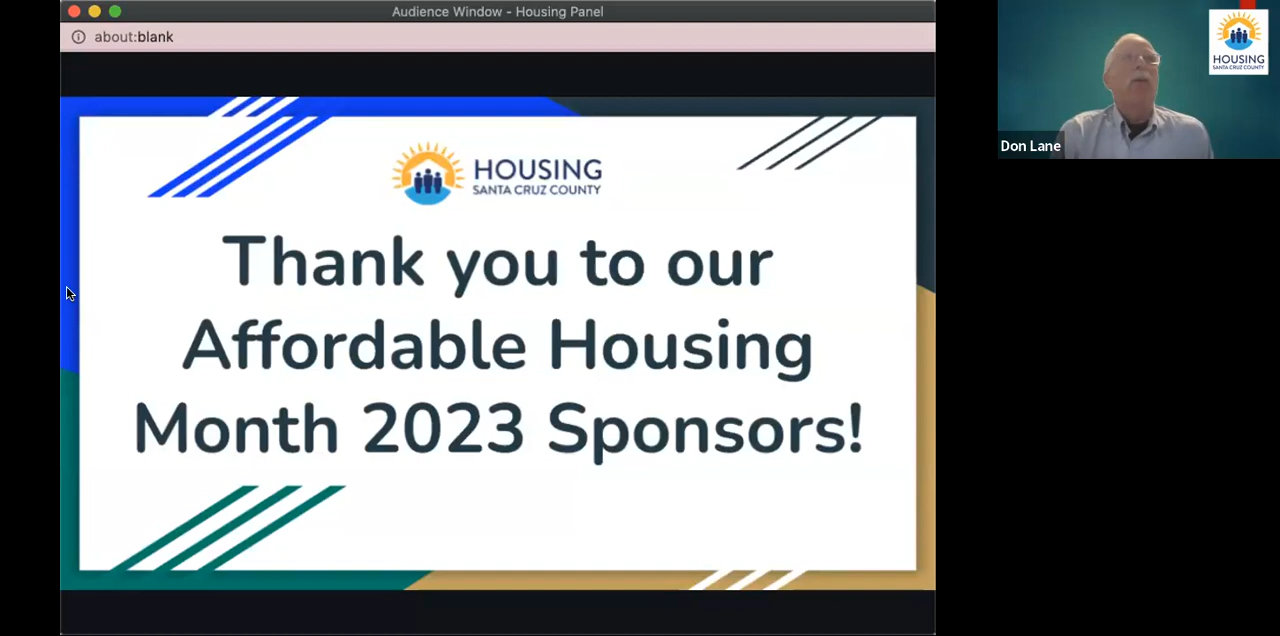 Audience Window - Housing Panel
about:blank
HOUSING
SANTA CRUZ COUNTY
Thank you to our
Affordable Housing
Month 2023 Sponsors!
HOUSING
SANTA CRUZ COUNTY
Don Lane